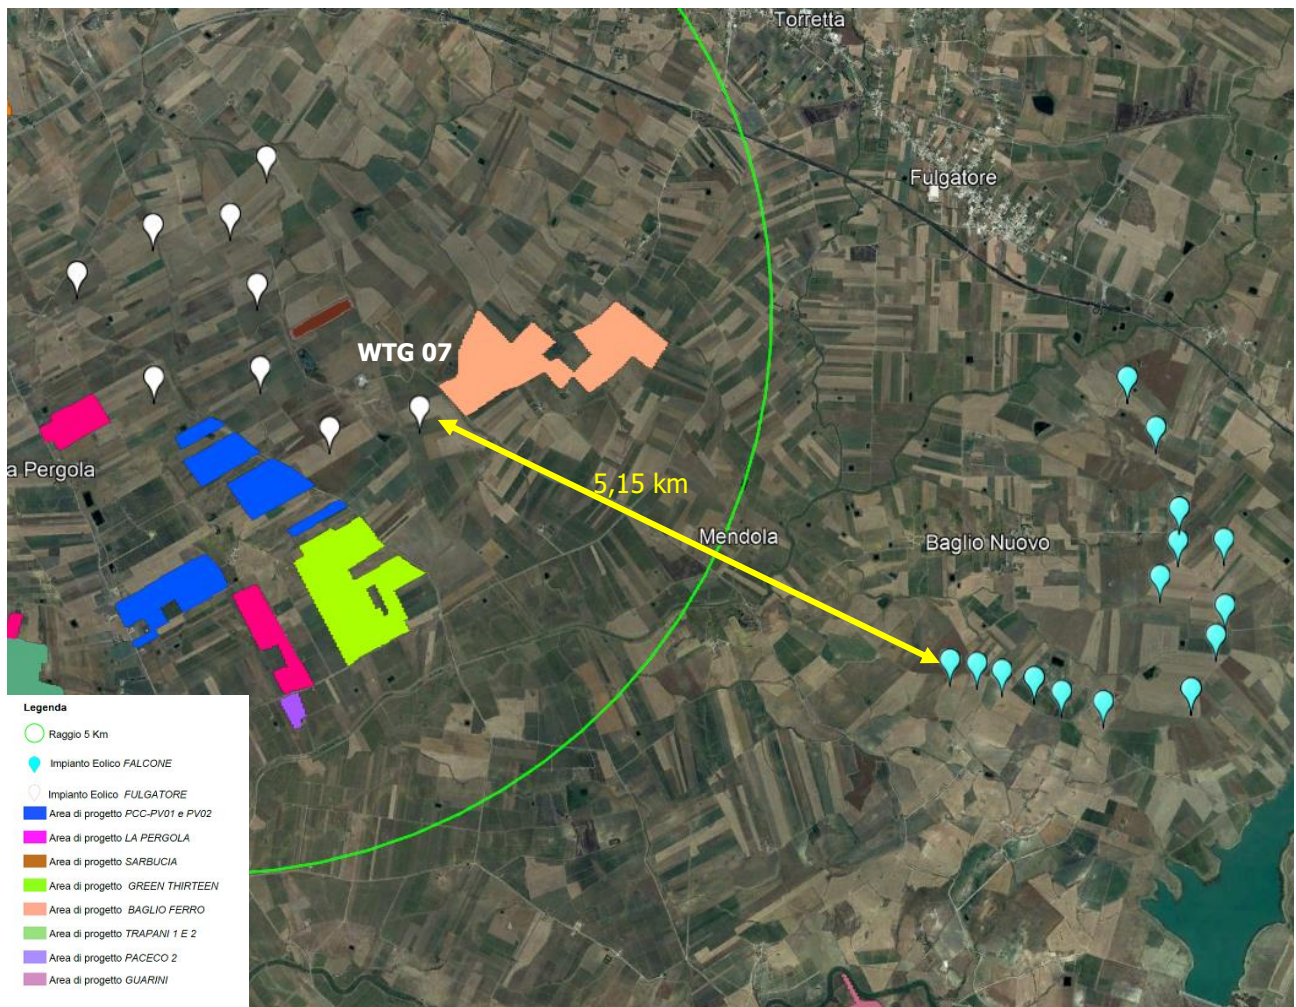 Torretta
Fulgatore
WTG 07
a Pergola
5,15 km
Mendola
Baglio Nuovo
Legenda
Raggio 5 Km
Impianto Eolico FALCONE
Impianto Eolico FULGATORE
Area di progetto PCC-PV01 e PV02
Area di progetto LA PERGOLA
Area di progetto SARBUCIA
Area di progetto GREEN THIRTEEN
Area di progetto BAGLIO FERRO
Area di progetto TRAPANI 1 E 2
Area di progetto PACECO 2
Area di progetto GUARINI